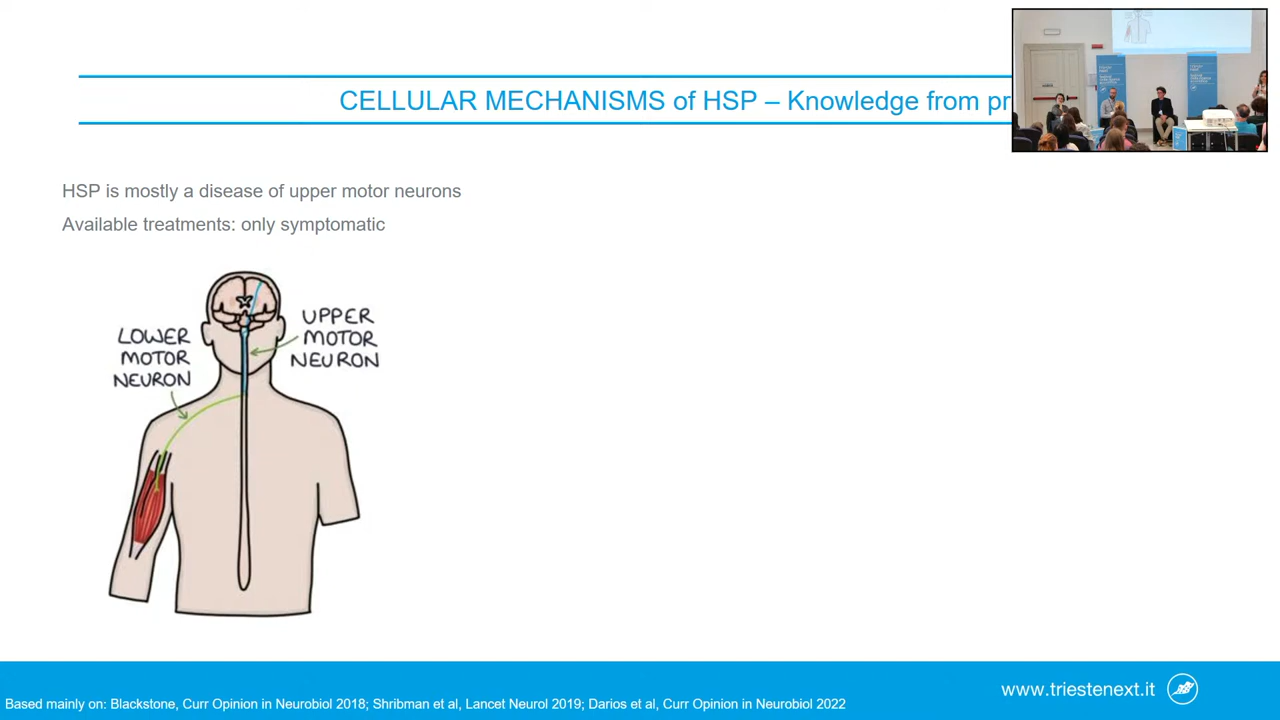 CELLULAR MECHANISMS of HSP – Knowledge from pr
HSP is mostly a disease of upper motor neurons
Available treatments: only symptomatic
LOWER
MOTOR
NEURON
UPPER
MOTOR
NEURON
www.triestenext.it
Based mainly on: Blackstone, Curr Opinion in Neurobiol 2018; Shribman et al, Lancet Neurol 2019; Darios et al, Curr Opinion in Neurobiol 2022